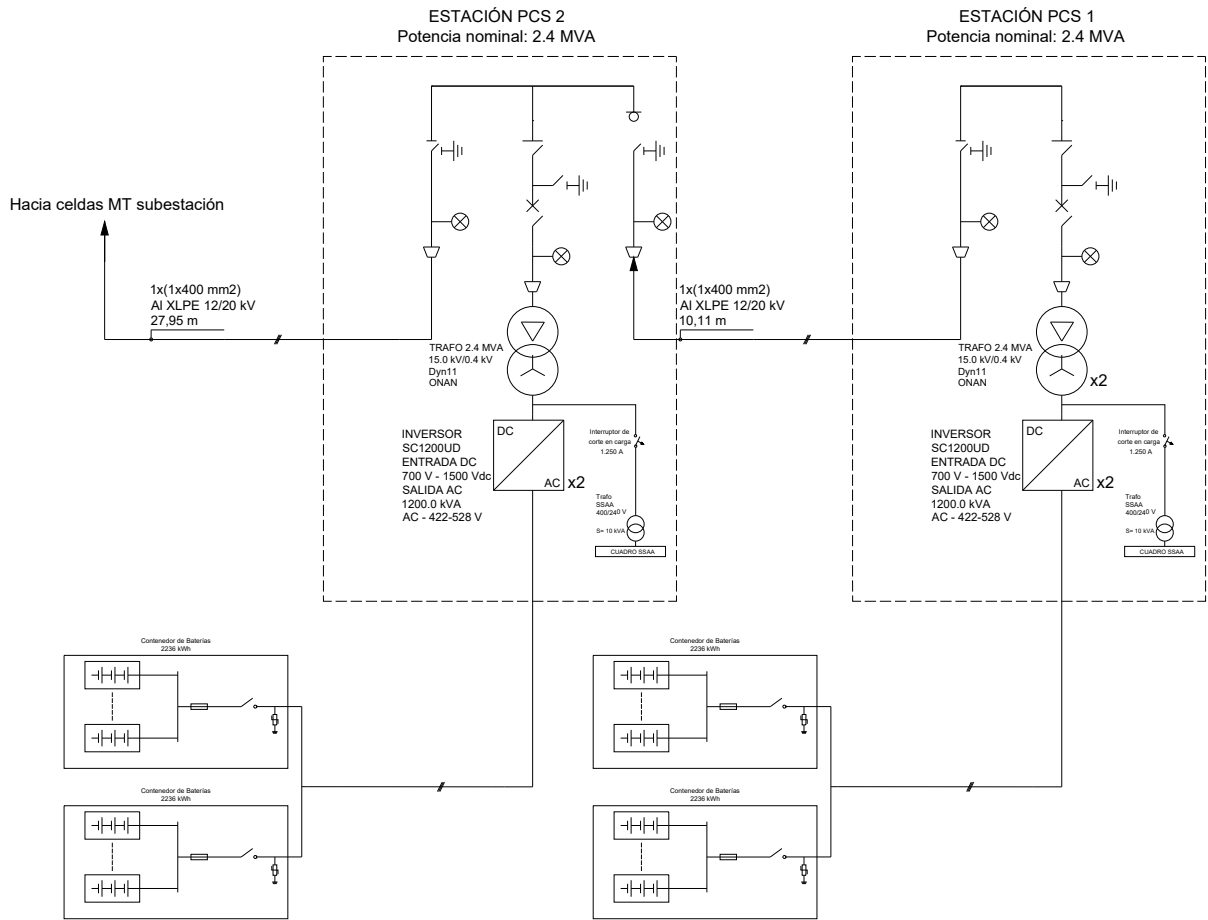 ESTACIÓN PCS 2
Potencia nominal: 2.4 MVA
ESTACIÓN PCS 1
Potencia nominal: 2.4 MVA
Hacia celdas MT subestación
1x(1x400 mm2)
Al XLPE 12/20 kV
27,95 m
1x(1x400 mm2)
Al XLPE 12/20 kV
10,11 m
TRAFO 2.4 MVA
15.0 kV/0.4 kV
Dyn11
ONAN
TRAFO 2.4 MVA
15.0 kV/0.4 kV
Dyn11
ONAN
x2
INVERSOR
SC1200UD
ENTRADA DC
700 V - 1500 Vdc
SALIDA AC
1200.0 kVA
AC - 422-528 V
DC
AC
x2
Interruptor de
corte en carga
1.250 A
Trafo
SSAA
400/240 V
S= 10 kVA
CUADRO SSAA
INVERSOR
SC1200UD
ENTRADA DC
700 V - 1500 Vdc
SALIDA AC
1200.0 kVA
AC - 422-528 V
DC
AC
x2
Interruptor de
corte en carga
1.250 A
Trafo
SSAA
400/240 V
S= 10 kVA
CUADRO SSAA
Contenedor de Baterías
2236 kWh
Contenedor de Baterías
2236 kWh
Contenedor de Baterías
2236 kWh
Contenedor de Baterías
2236 kWh